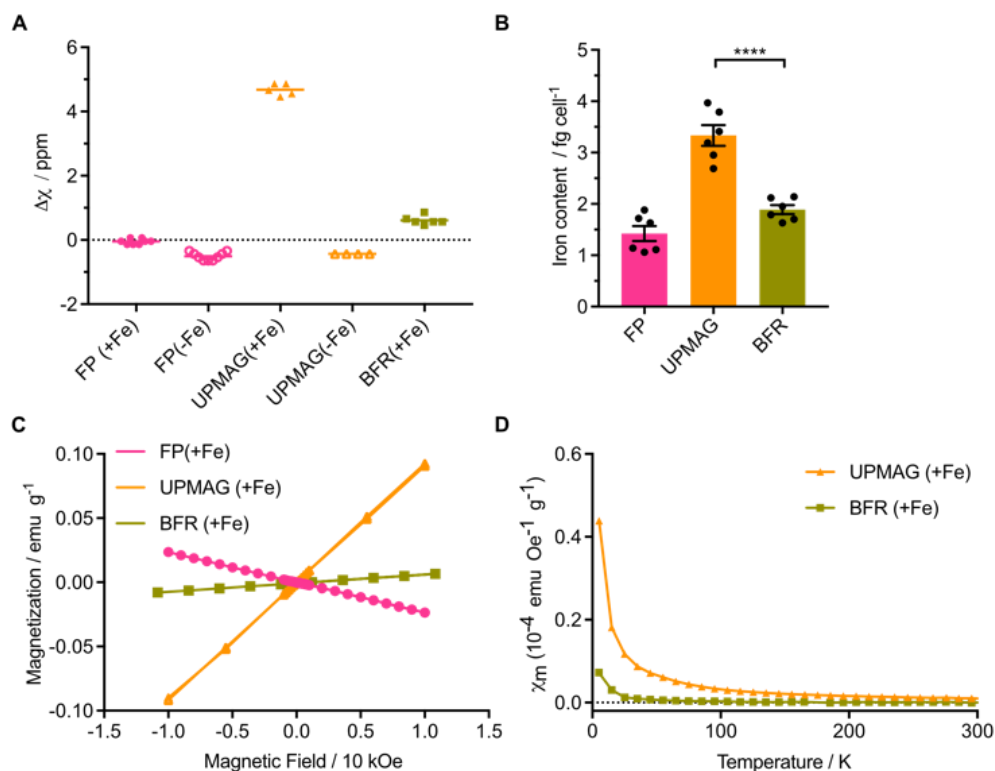 A
Δχ / ppm
6
4
2
0
-2
FP (+Fe)
FP(-Fe)
UPMAG(+Fe)
UPMAG(-Fe)
BFR(+Fe)
B
Iron content / fg cell⁻¹
5
4
3
2
1
0
****
FP
UPMAG
BFR
C
FP(+Fe)
UPMAG (+Fe)
BFR (+Fe)
Magnetization / emu g⁻¹
0.10
0.05
0.00
-0.05
-0.10
-1.5 -1.0 -0.5 0.0 0.5 1.0 1.5
Magnetic Field / 10 kOe
D
UPMAG (+Fe)
BFR (+Fe)
χm (10⁻⁴ emu Oe⁻¹ g⁻¹)
0.6
0.4
0.2
0.0
0 100 200 300
Temperature / K